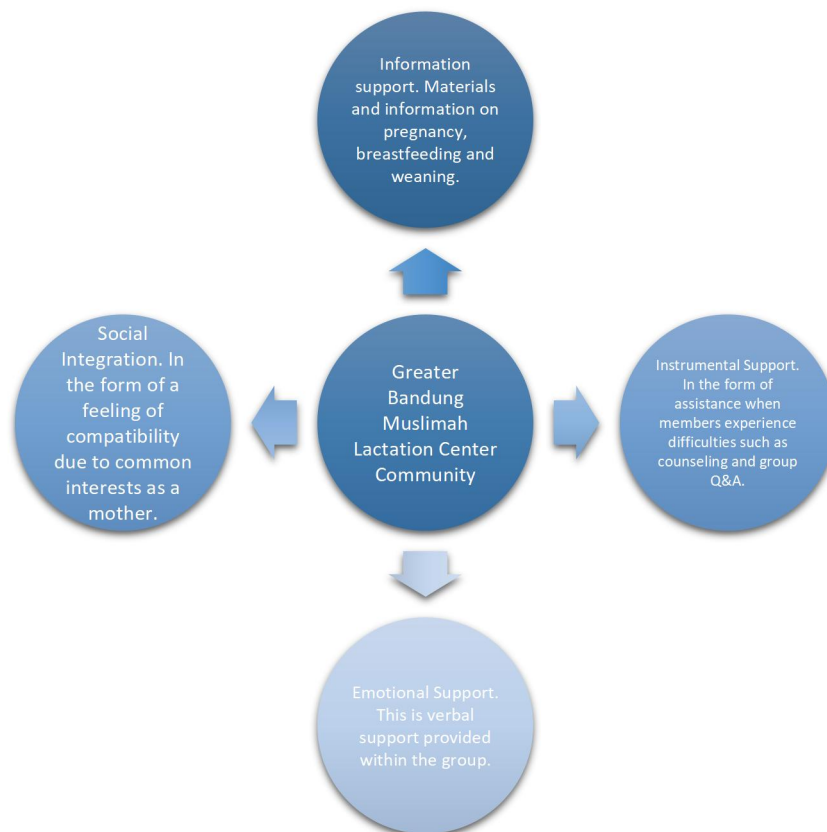 Information
support. Materials
and information on
pregnancy,
breastfeeding and
weaning.
Social
Integration. In
the form of a
feeling of
compatibility
due to common
interests as a
mother.
Greater
Bandung
Muslimah
Lactation Center
Community
Instrumental Support.
In the form of
assistance when
members experience
difficulties such as
counseling and group
Q&A.
Emotional Support.
This is verbal
support provided
within the group.